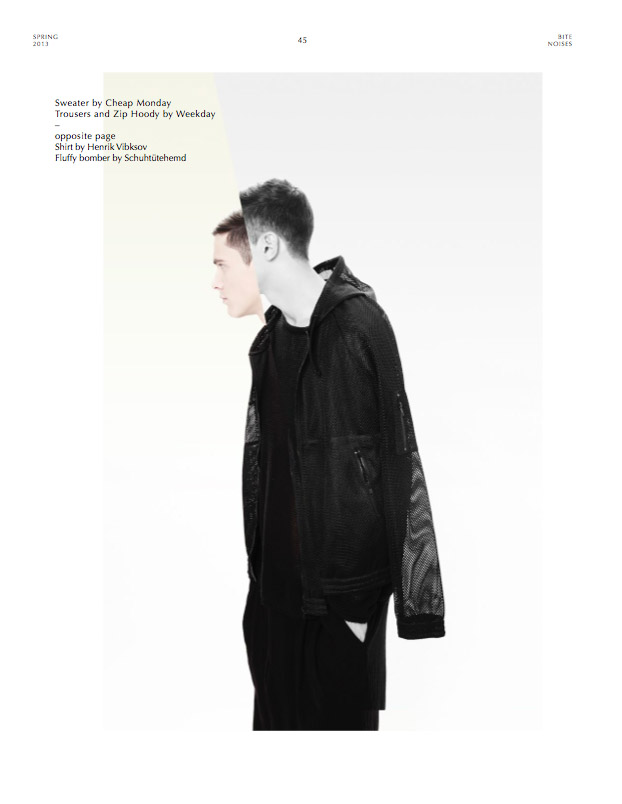 SPRING
2013
45
BITE
NOISES
Sweater by Cheap Monday
Trousers and Zip Hoody by Weekday
–
opposite page
Shirt by Henrik Vibksov
Fluffy bomber by Schuhtütehemd